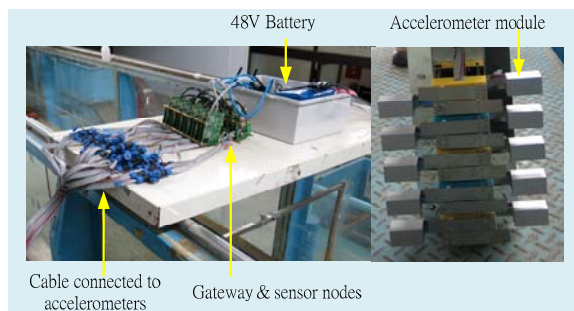 48V Battery
Accelerometer module
Cable connected to
accelerometers
Gateway & sensor nodes